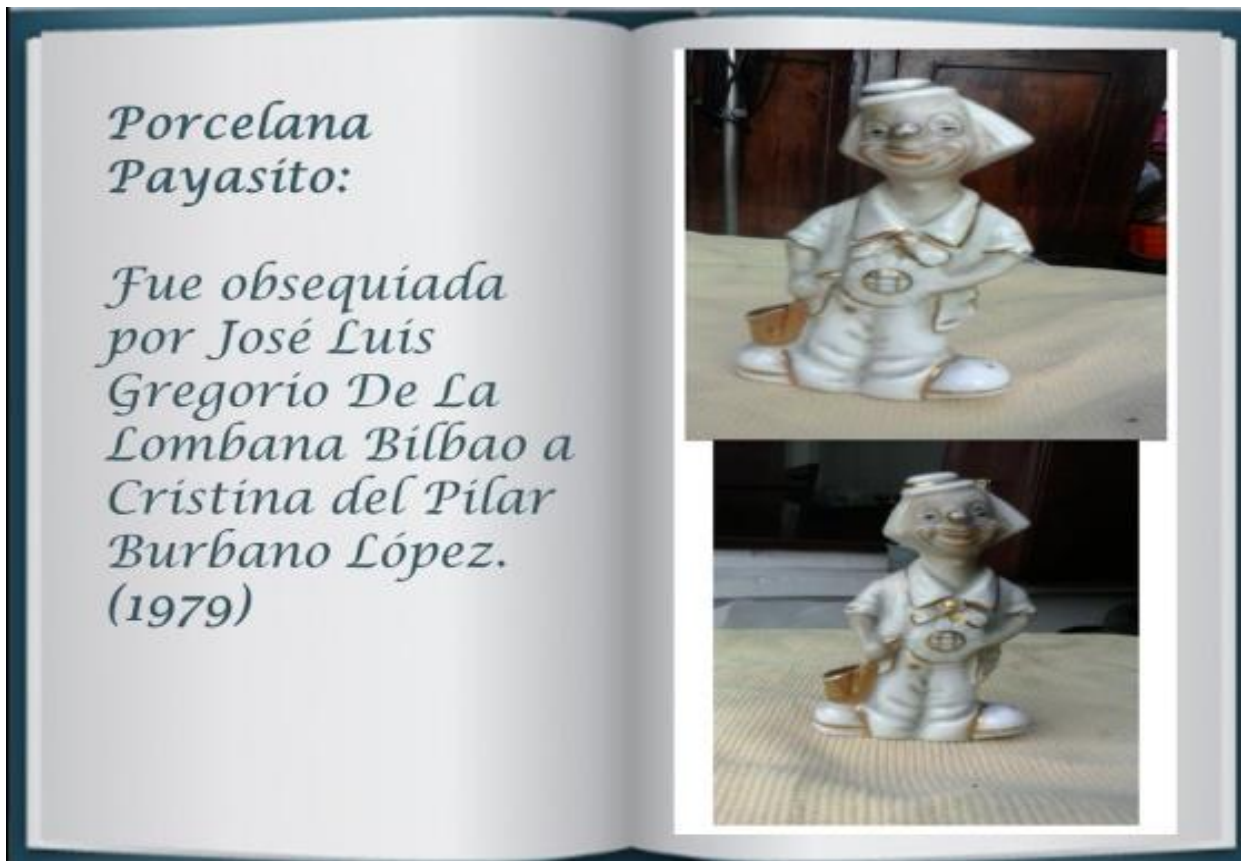 Porcelana
Payasito:
Fue obsequiada
por José Luis
Gregorio De La
Lombana Bilbao a
Cristina del Pilar
Burbano López.
(1979)